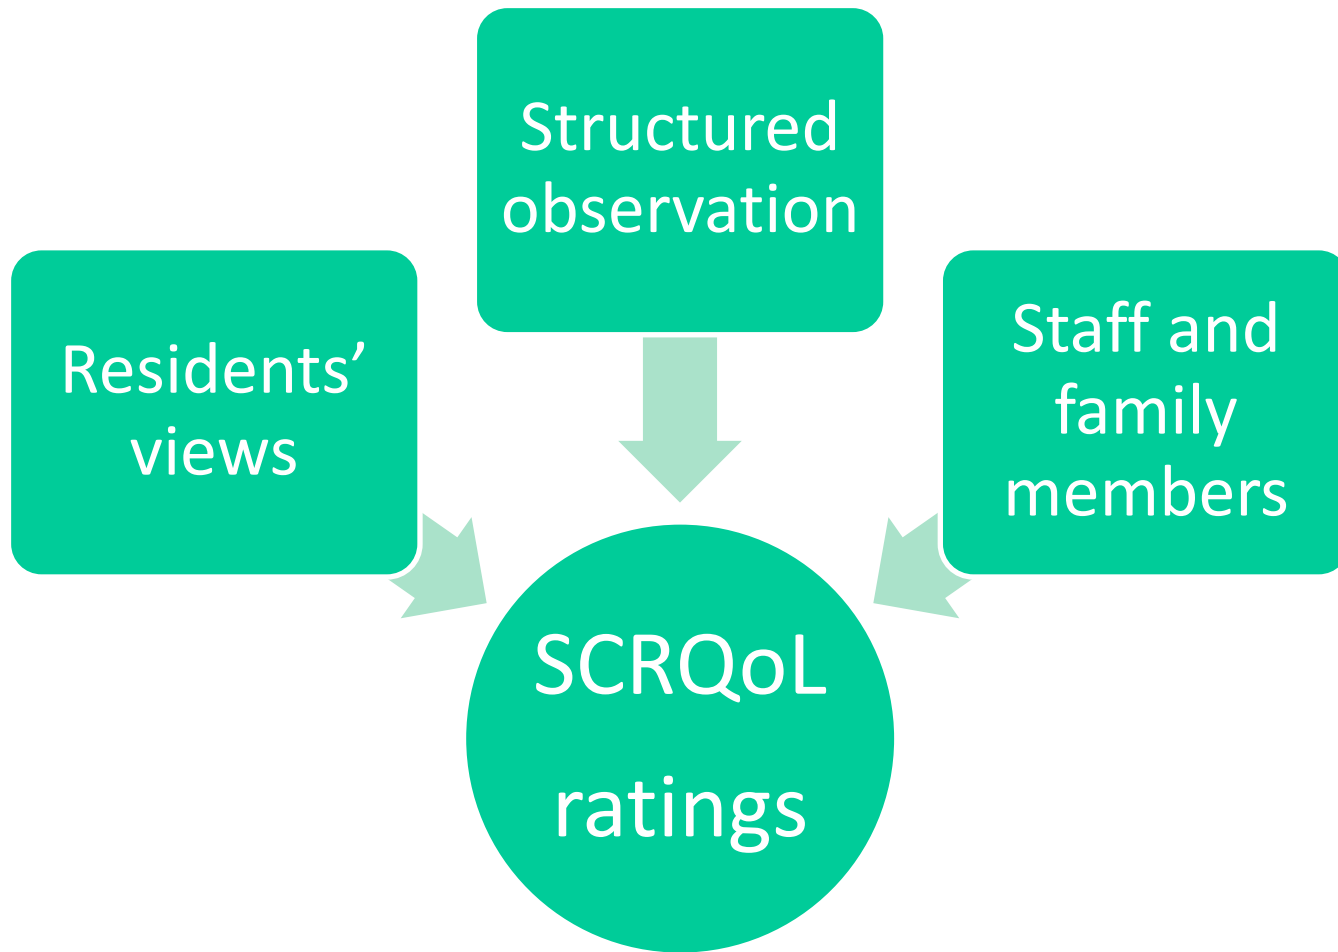 Structured
observation
Residents’
views
Staff and
family
members
SCRQoL
ratings